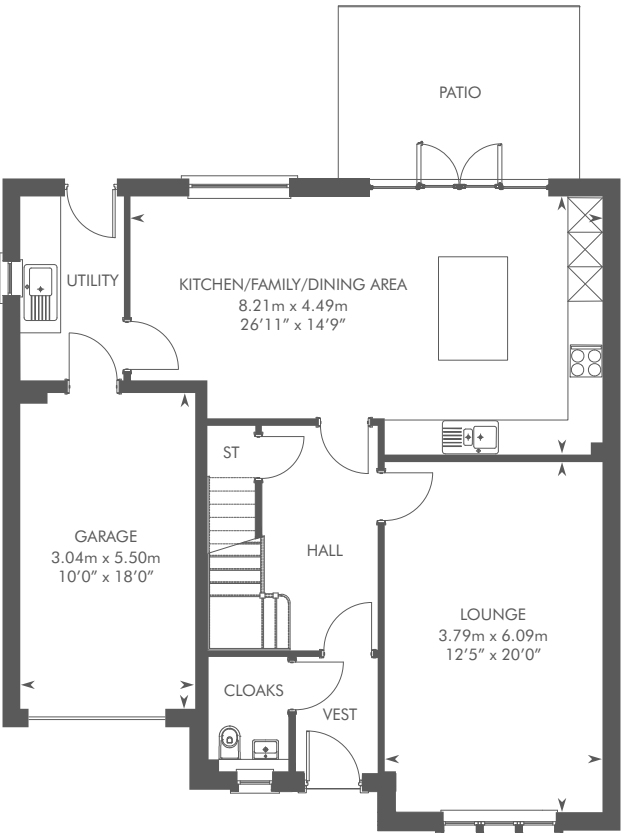 PATIO
UTILITY
KITCHEN/FAMILY/DINING AREA
8.21m x 4.49m
26’11” x 14’9”
ST
GARAGE
3.04m x 5.50m
10’0” x 18’0”
HALL
LOUNGE
3.79m x 6.09m
12’5” x 20’0”
CLOAKS
VEST